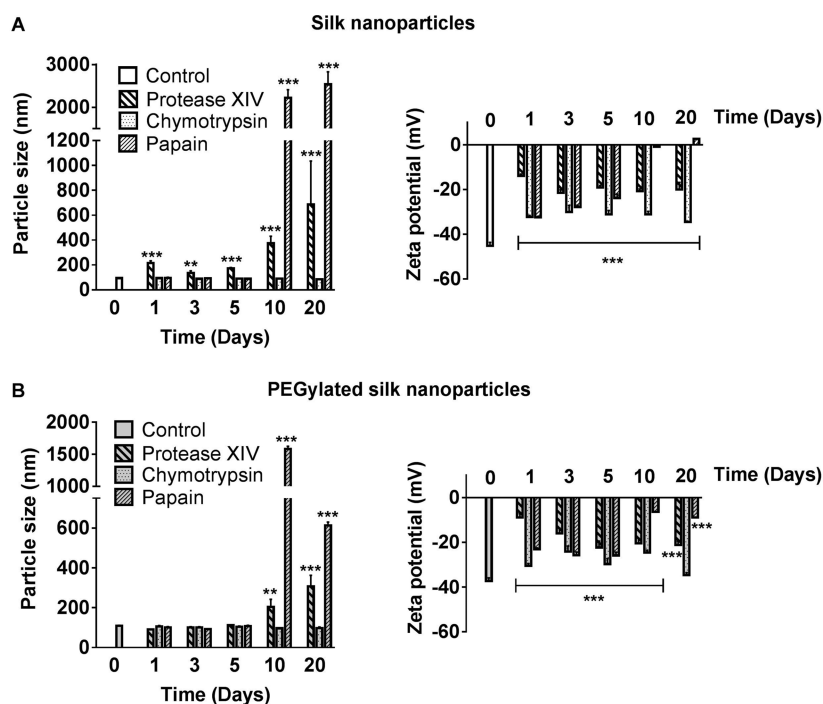 A
Silk nanoparticles
Particle size (nm)
3000
2000
1200
1000
800
600
400
200
0
Control
Protease XIV
Chymotrypsin
Papain
***
**
***
***
***
***
***
0 1 3 5 10 20
Time (Days)
Zeta potential (mV)
0 1 3 5 10 20 Time (Days)
0
-20
-40
-60
***
B
PEGylated silk nanoparticles
Particle size (nm)
2000
1500
1000
600
400
200
0
Control
Protease XIV
Chymotrypsin
Papain
**
***
***
***
0 1 3 5 10 20
Time (Days)
Zeta potential (mV)
0 1 3 5 10 20 Time (Days)
0
-20
-40
-60
***
***
***